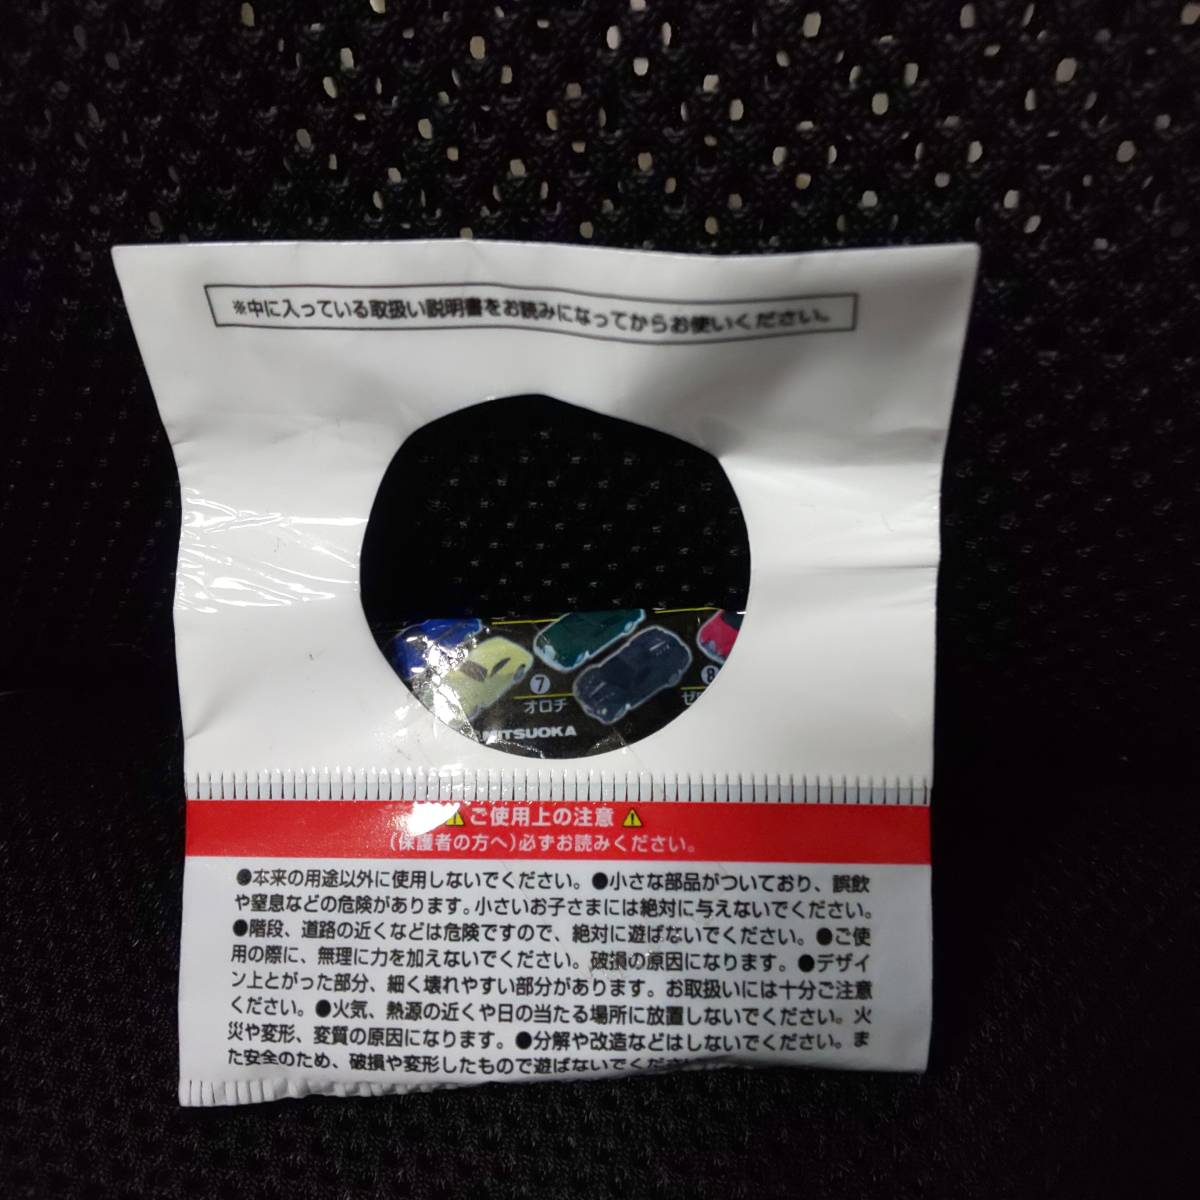 ※中に入っている取扱い説明書をお読みになってからお使いください。
7
8
オロチ
ゼ
MITSUOKA
ご使用上の注意
(保護者の方へ)必ずお読みください。
●本来の用途以外に使用しないでください。●小さな部品がついており、誤飲
や窒息などの危険があります。小さいお子さまには絶対に与えないでください。
●階段、道路の近くなどは危険ですので、絶対に遊ばないでください。●ご使
用の際に、無理に力を加えないでください。破損の原因になります。●デザイ
ン上とがった部分、細く壊れやすい部分があります。お取扱いには十分ご注意
ください。●火気、熱源の近くや日の当たる場所に放置しないでください。火
災や変形、変質の原因になります。●分解や改造などはしないでください。ま
た安全のため、破損や変形したもので遊ばないでくださ